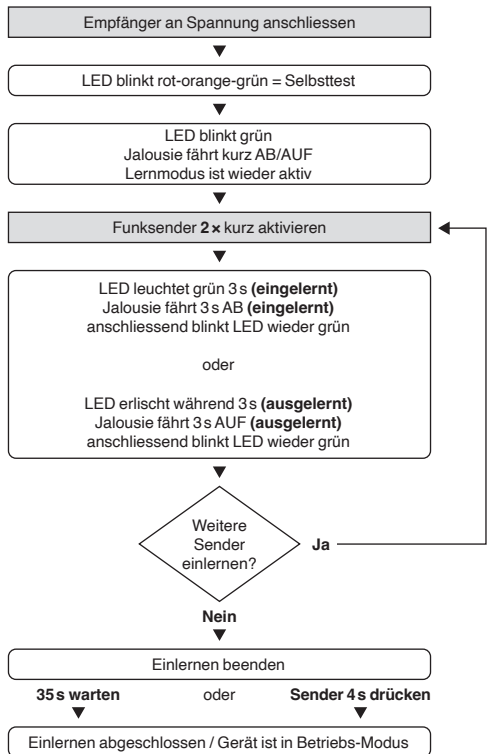 Empfänger an Spannung anschliessen
LED blinkt rot-orange-grün = Selbsttest
LED blinkt grün
Jalousie fährt kurz AB/AUF
Lernmodus ist wieder aktiv
Funksender 2× kurz aktivieren
LED leuchtet grün 3 s (eingelernt)
Jalousie fährt 3 s AB (eingelernt)
anschliessend blinkt LED wieder grün
oder
LED erlischt während 3 s (ausgelernt)
Jalousie fährt 3 s AUF (ausgelernt)
anschliessend blinkt LED wieder grün
Weitere
Sender
einlernen?
Ja
Nein
Einlernen beenden
35 s warten oder Sender 4 s drücken
Einlernen abgeschlossen / Gerät ist in Betriebs-Modus